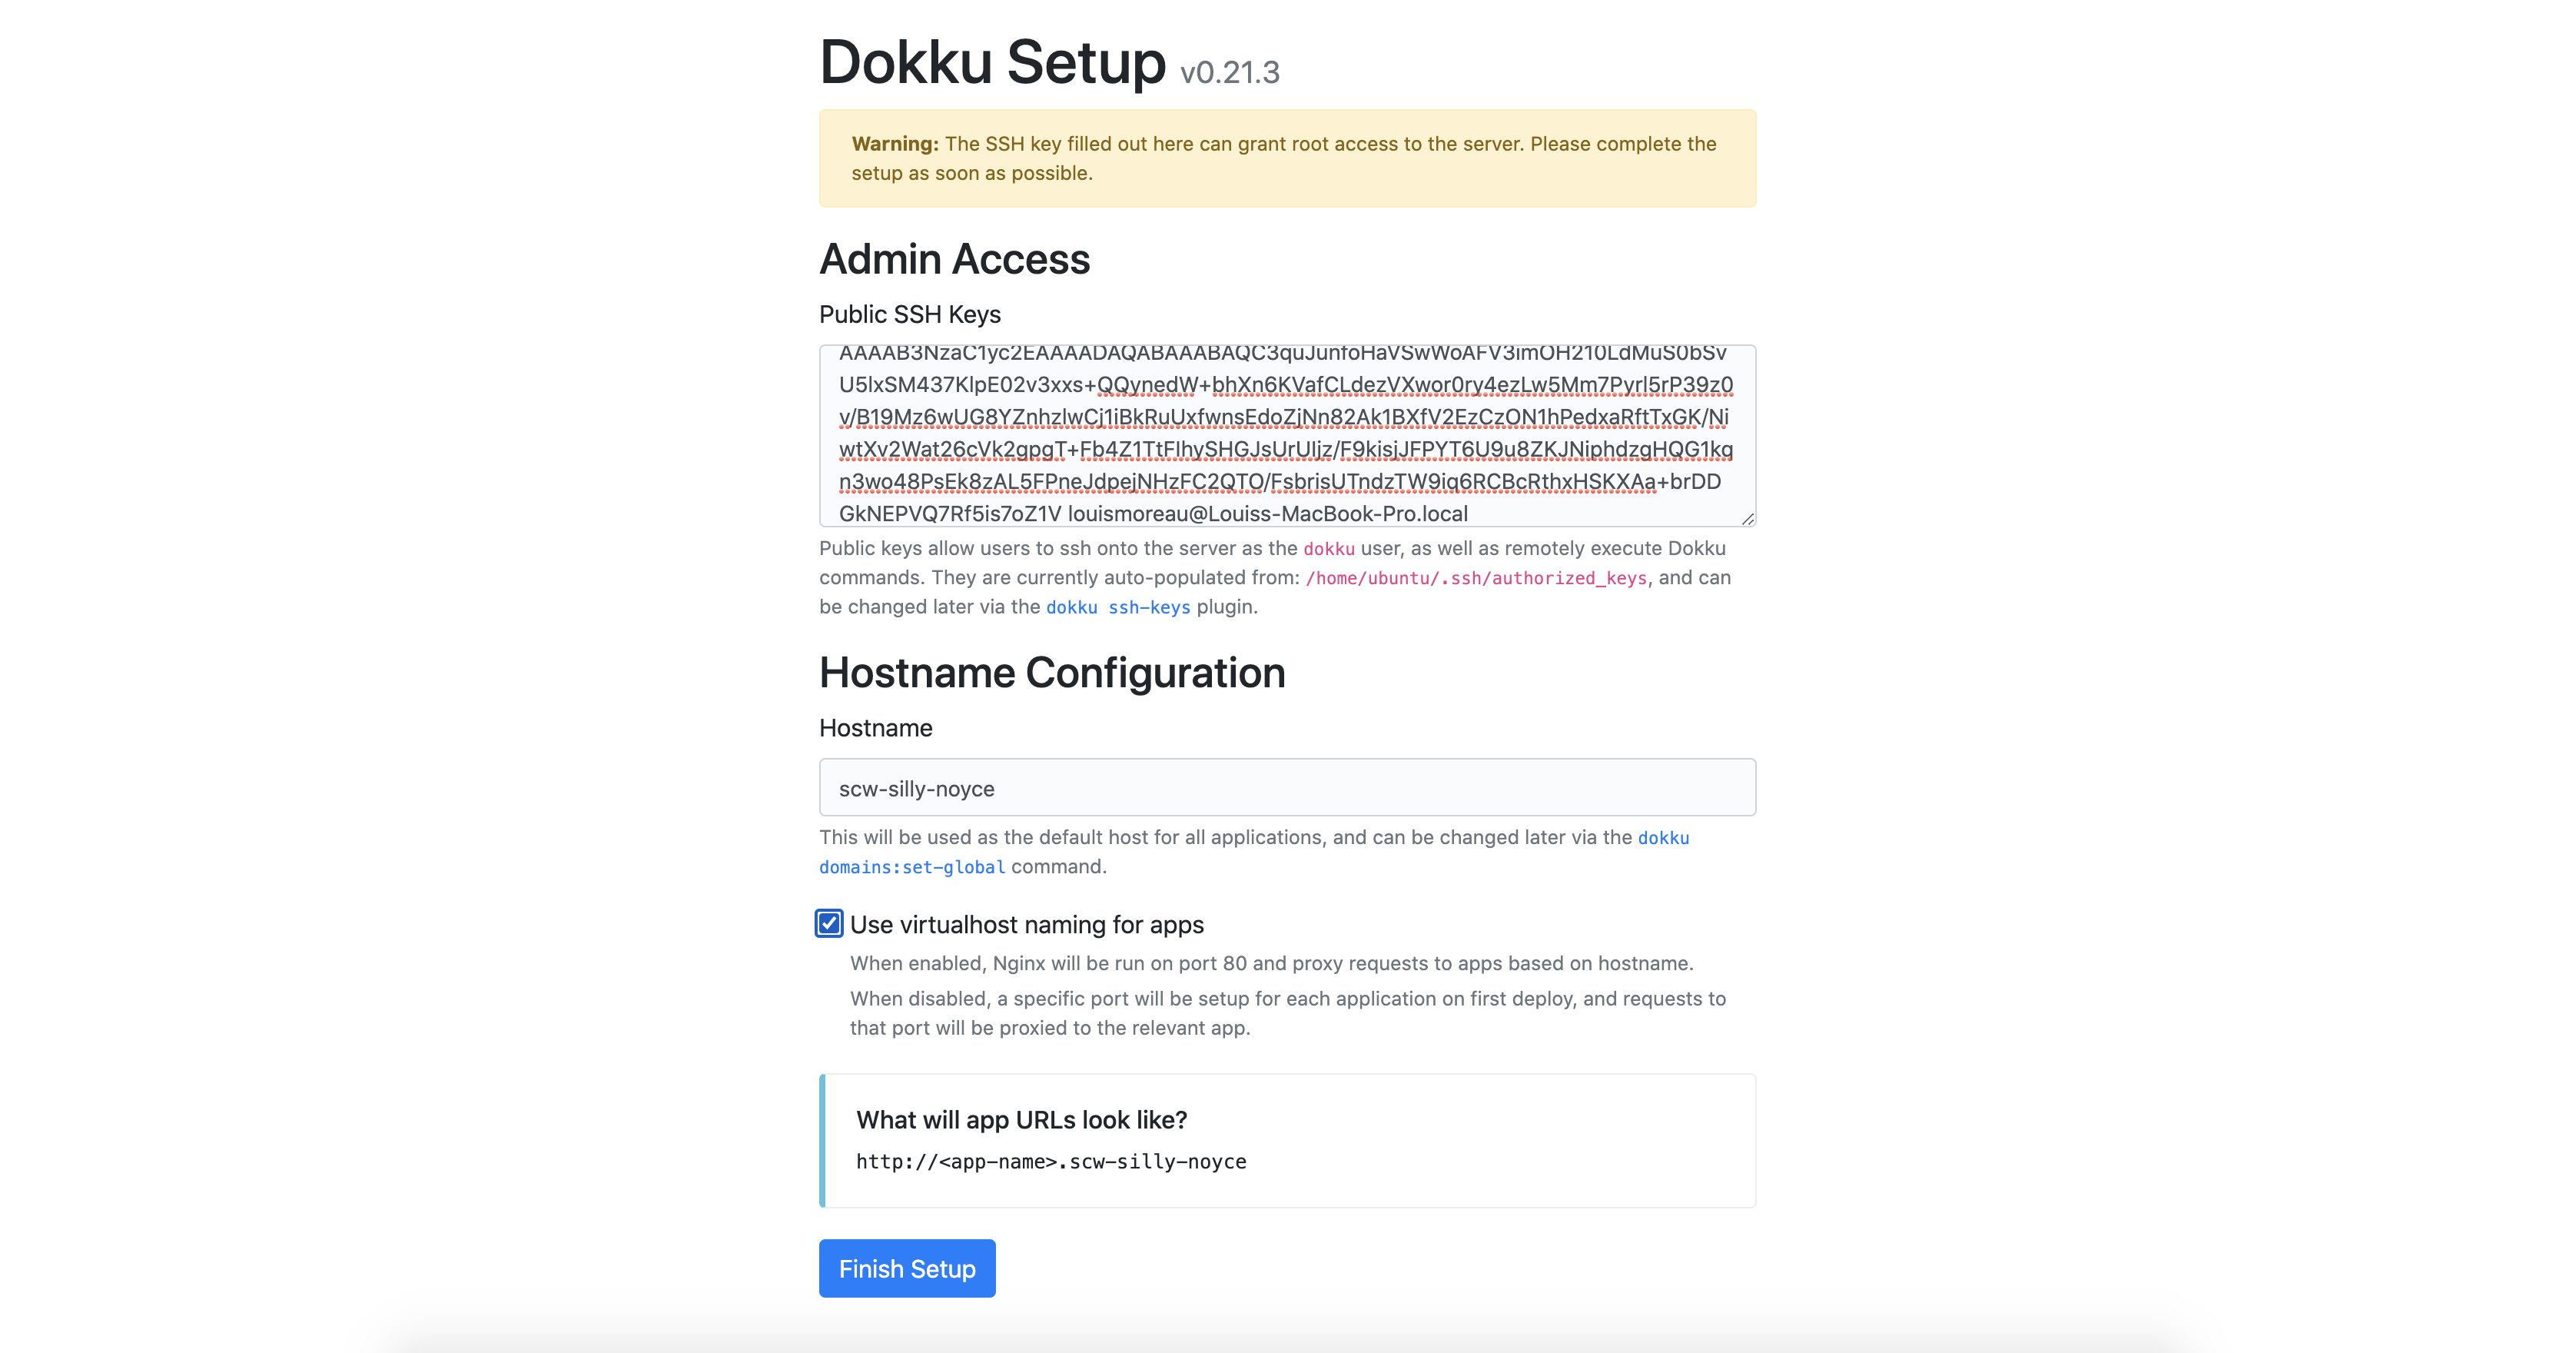 Dokku Setup v0.21.3
Warning: The SSH key filled out here can grant root access to the server. Please complete the
setup as soon as possible.
Admin Access
Public SSH Keys
AAAAB3NzaC1yc2EAAAADAQABAAABAQC3quJunfoHaVSwWoAFV3imOH210LdMuS0bSv
U5lxSM437KlpE02v3xxs+QQynedW+bhXn6KVafCLdezVXwor0ry4ezLw5Mm7Pyrl5rP39z0
v/B19Mz6wUG8YZnhzlwCj1iBkRuUxfwnsEdoZjNn82Ak1BXfV2EzCzON1hPedxaRftTxGK/Ni
wtXv2Wat26cVk2gpgT+Fb4Z1TtFIhySHGJsUrUIjz/F9kisjJFPYT6U9u8ZKJNiphdzgHQG1kq
n3wo48PsEk8zAL5FPneJdpejNHzFC2QTO/FsbrisUTndzTW9iq6RCBcRthxHSKXAa+brDD
GkNEPVQ7Rf5is7oZ1V louismoreau@Louiss-MacBook-Pro.local
Public keys allow users to ssh onto the server as the dokku user, as well as remotely execute Dokku
commands. They are currently auto-populated from: /home/ubuntu/.ssh/authorized_keys, and can
be changed later via the dokku ssh-keys plugin.
Hostname Configuration
Hostname
scw-silly-noyce
This will be used as the default host for all applications, and can be changed later via the dokku
domains:set-global command.
Use virtualhost naming for apps
When enabled, Nginx will be run on port 80 and proxy requests to apps based on hostname.
When disabled, a specific port will be setup for each application on first deploy, and requests to
that port will be proxied to the relevant app.
What will app URLs look like?
http://<app-name>.scw-silly-noyce
Finish Setup